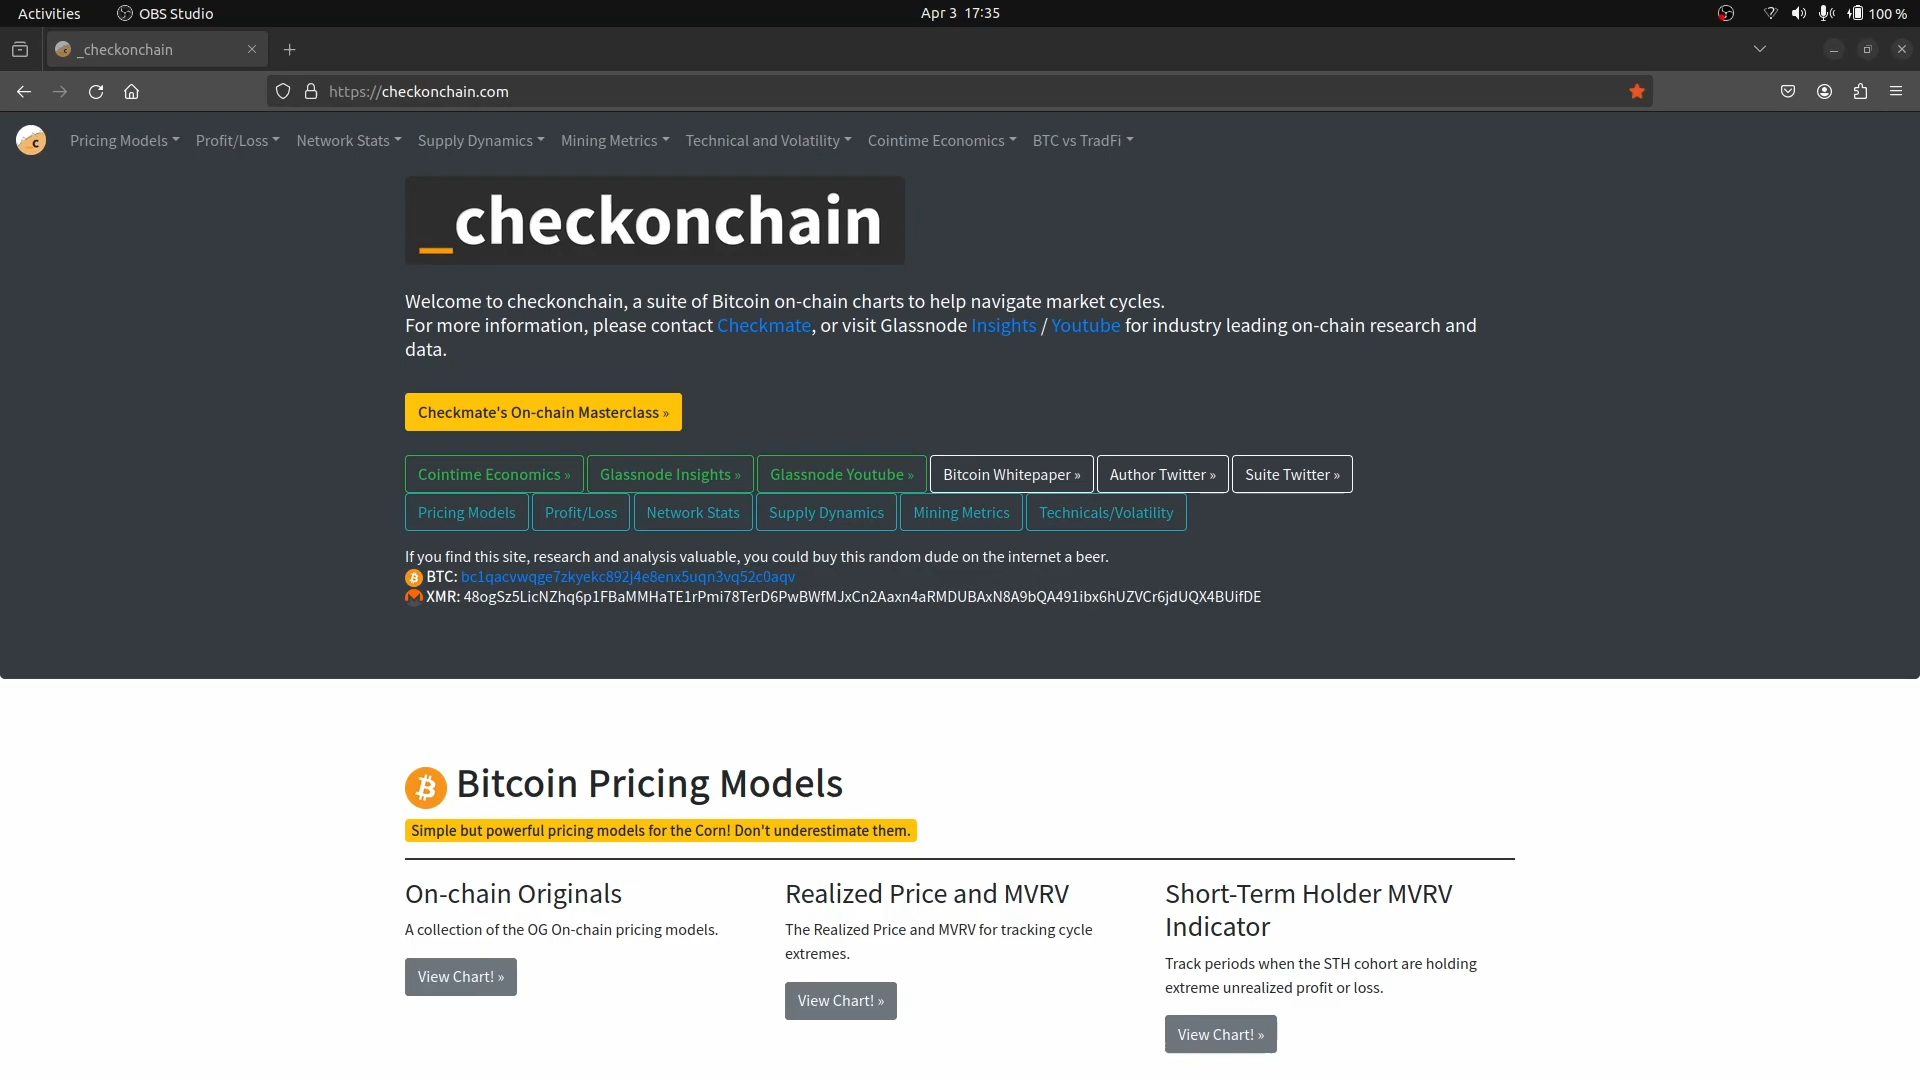 Activities
OBS Studio
Apr 3 17:35
100 %
_checkonchain
https://checkonchain.com
Pricing Models
Profit/Loss
Network Stats
Supply Dynamics
Mining Metrics
Technical and Volatility
Cointime Economics
BTC vs TradFi
_checkonchain
Welcome to checkonchain, a suite of Bitcoin on-chain charts to help navigate market cycles.
For more information, please contact Checkmate, or visit Glassnode Insights / Youtube for industry leading on-chain research and
data.
Checkmate's On-chain Masterclass »
Cointime Economics »
Glassnode Insights »
Glassnode Youtube »
Bitcoin Whitepaper »
Author Twitter »
Suite Twitter »
Pricing Models
Profit/Loss
Network Stats
Supply Dynamics
Mining Metrics
Technicals/Volatility
If you find this site, research and analysis valuable, you could buy this random dude on the internet a beer.
BTC: bc1qacvwqge7zkyekc892j4e8enx5uqn3vq52c0aqv
XMR: 48ogSz5LicNZhq6p1FBaMMHaTE1rPmi78TerD6PwBWfMJxCn2Aaxn4aRMDUBAxN8A9bQA491ibx6hUZVCr6jdUQX4BUifDE
Bitcoin Pricing Models
Simple but powerful pricing models for the Corn! Don't underestimate them.
On-chain Originals
A collection of the OG On-chain pricing models.
View Chart! »
Realized Price and MVRV
The Realized Price and MVRV for tracking cycle
extremes.
View Chart! »
Short-Term Holder MVRV
Indicator
Track periods when the STH cohort are holding
extreme unrealized profit or loss.
View Chart! »